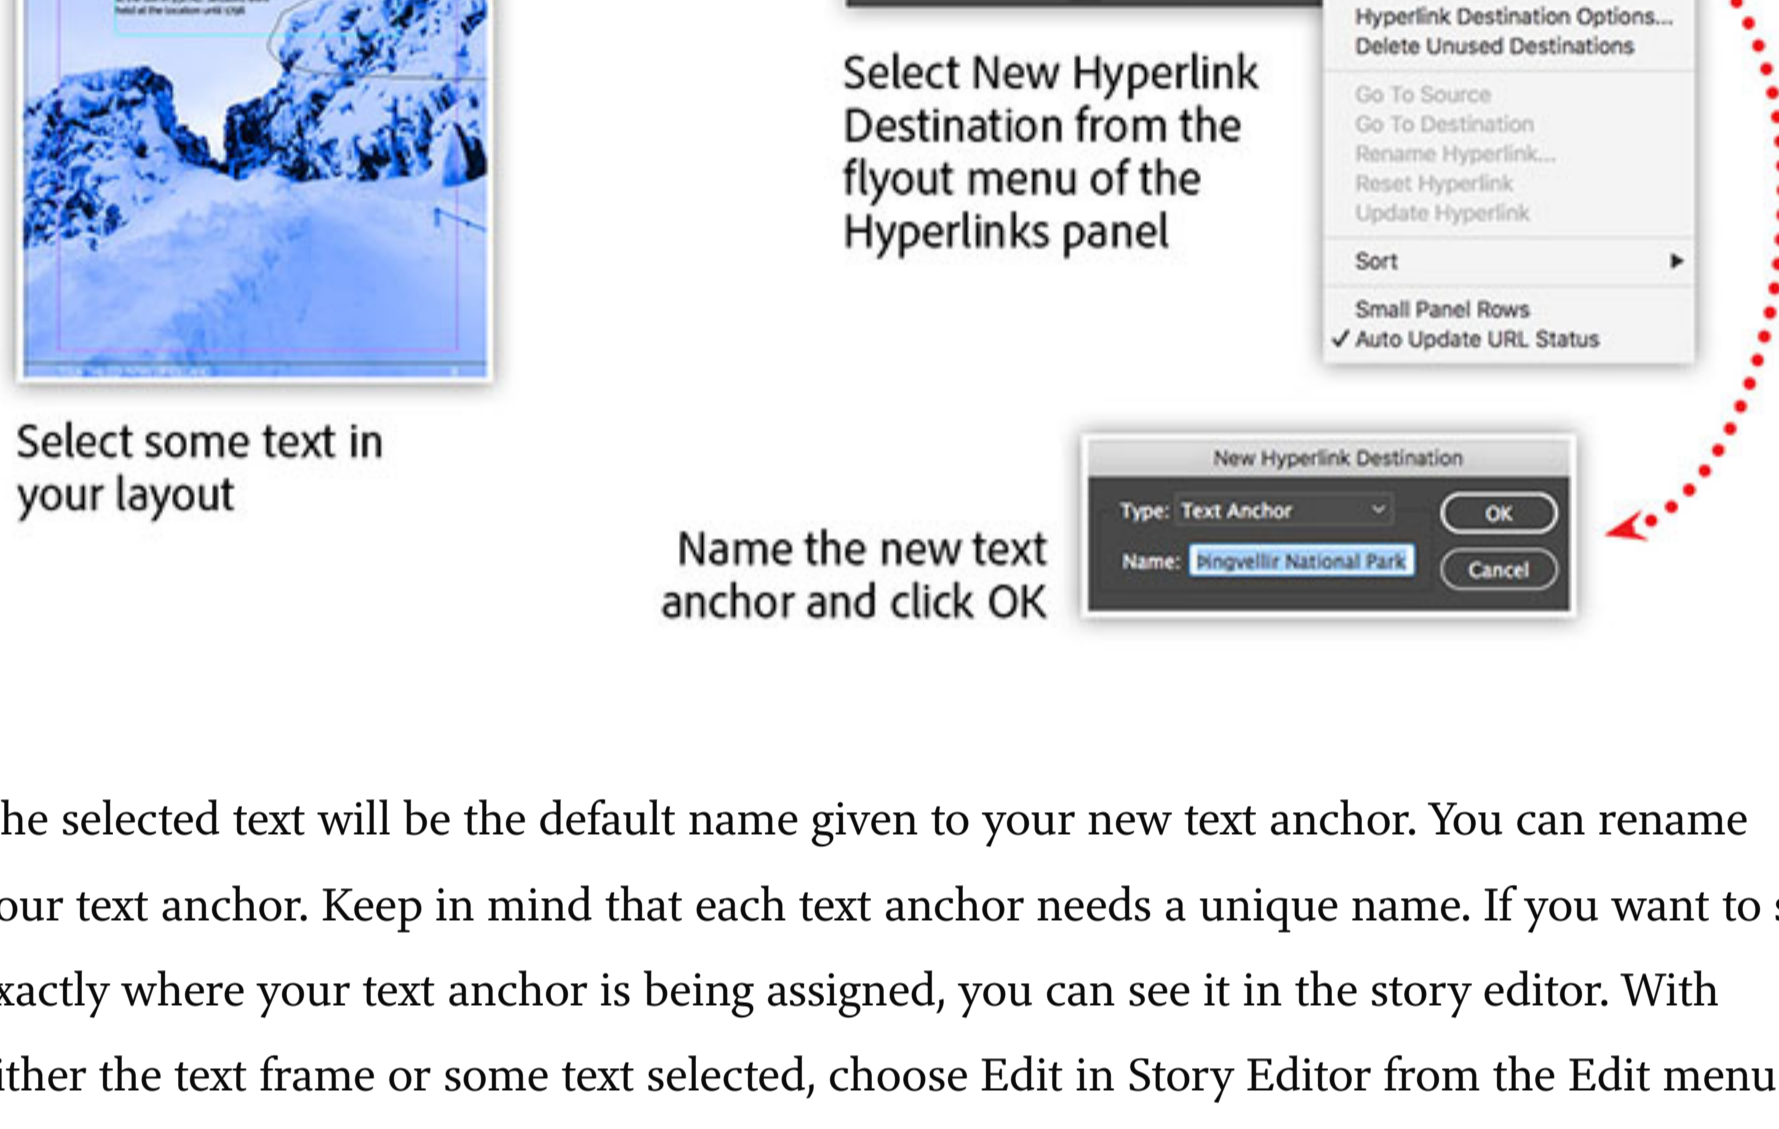 held at the location until 1798
Select some text in
your layout
Select New Hyperlink
Destination from the
flyout menu of the
Hyperlinks panel
Hyperlink Destination Options...
Delete Unused Destinations
Go To Source
Go To Destination
Rename Hyperlink...
Reset Hyperlink
Update Hyperlink
Sort
Small Panel Rows
✓ Auto Update URL Status
Name the new text
anchor and click OK
New Hyperlink Destination
Type: Text Anchor
OK
Name: Þingvellir National Park
Cancel
he selected text will be the default name given to your new text anchor. You can rename
our text anchor. Keep in mind that each text anchor needs a unique name. If you want to s
xactly where your text anchor is being assigned, you can see it in the story editor. With
ither the text frame or some text selected, choose Edit in Story Editor from the Edit menu